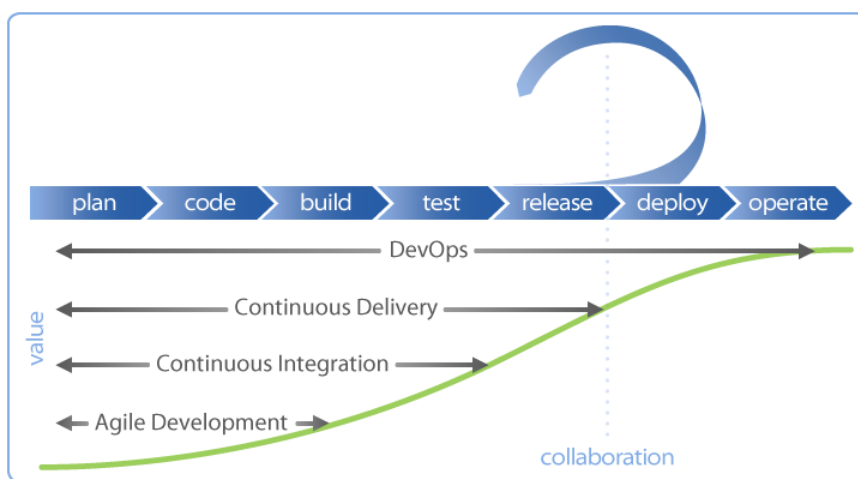 plan code build test release deploy operate
DevOps
Continuous Delivery
value
Continuous Integration
Agile Development
collaboration